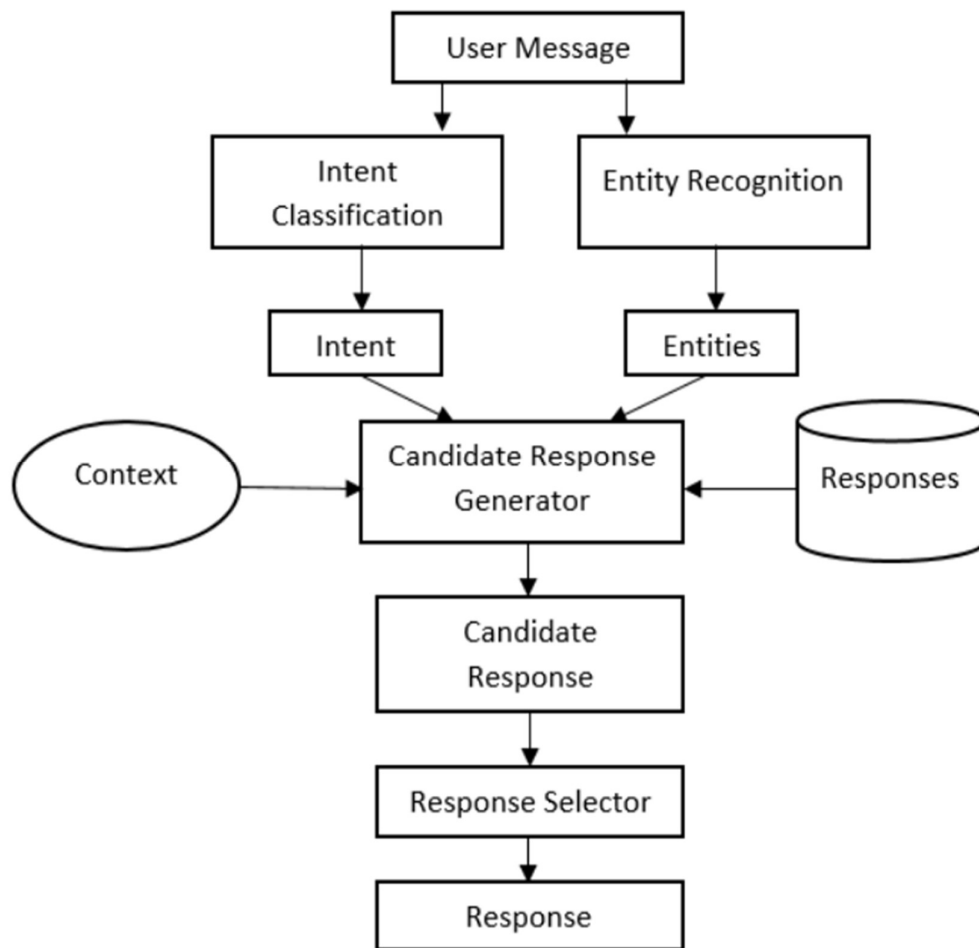 User Message
Intent
Classification
Entity Recognition
Intent
Entities
Context
Candidate Response
Generator
Responses
Candidate
Response
Response Selector
Response